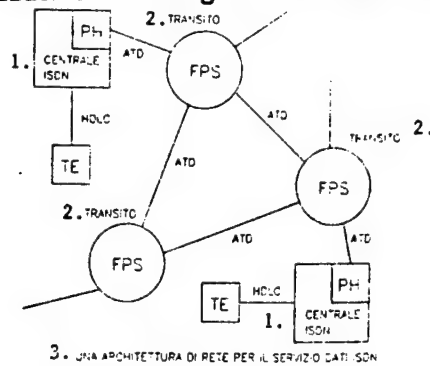 2. TRANSITO
PH
ATD
1. CENTRALE
ISDN
FPS
HDLC
ATD
TRANSITO 2.
TE
ATD
FPS
2. TRANSITO
ATD
ATD
FPS
PH
TE
HDLC
1. CENTRALE
ISDN
3. UNA ARCHITETTURA DI RETE PER IL SERVIZIO DATI ISDN